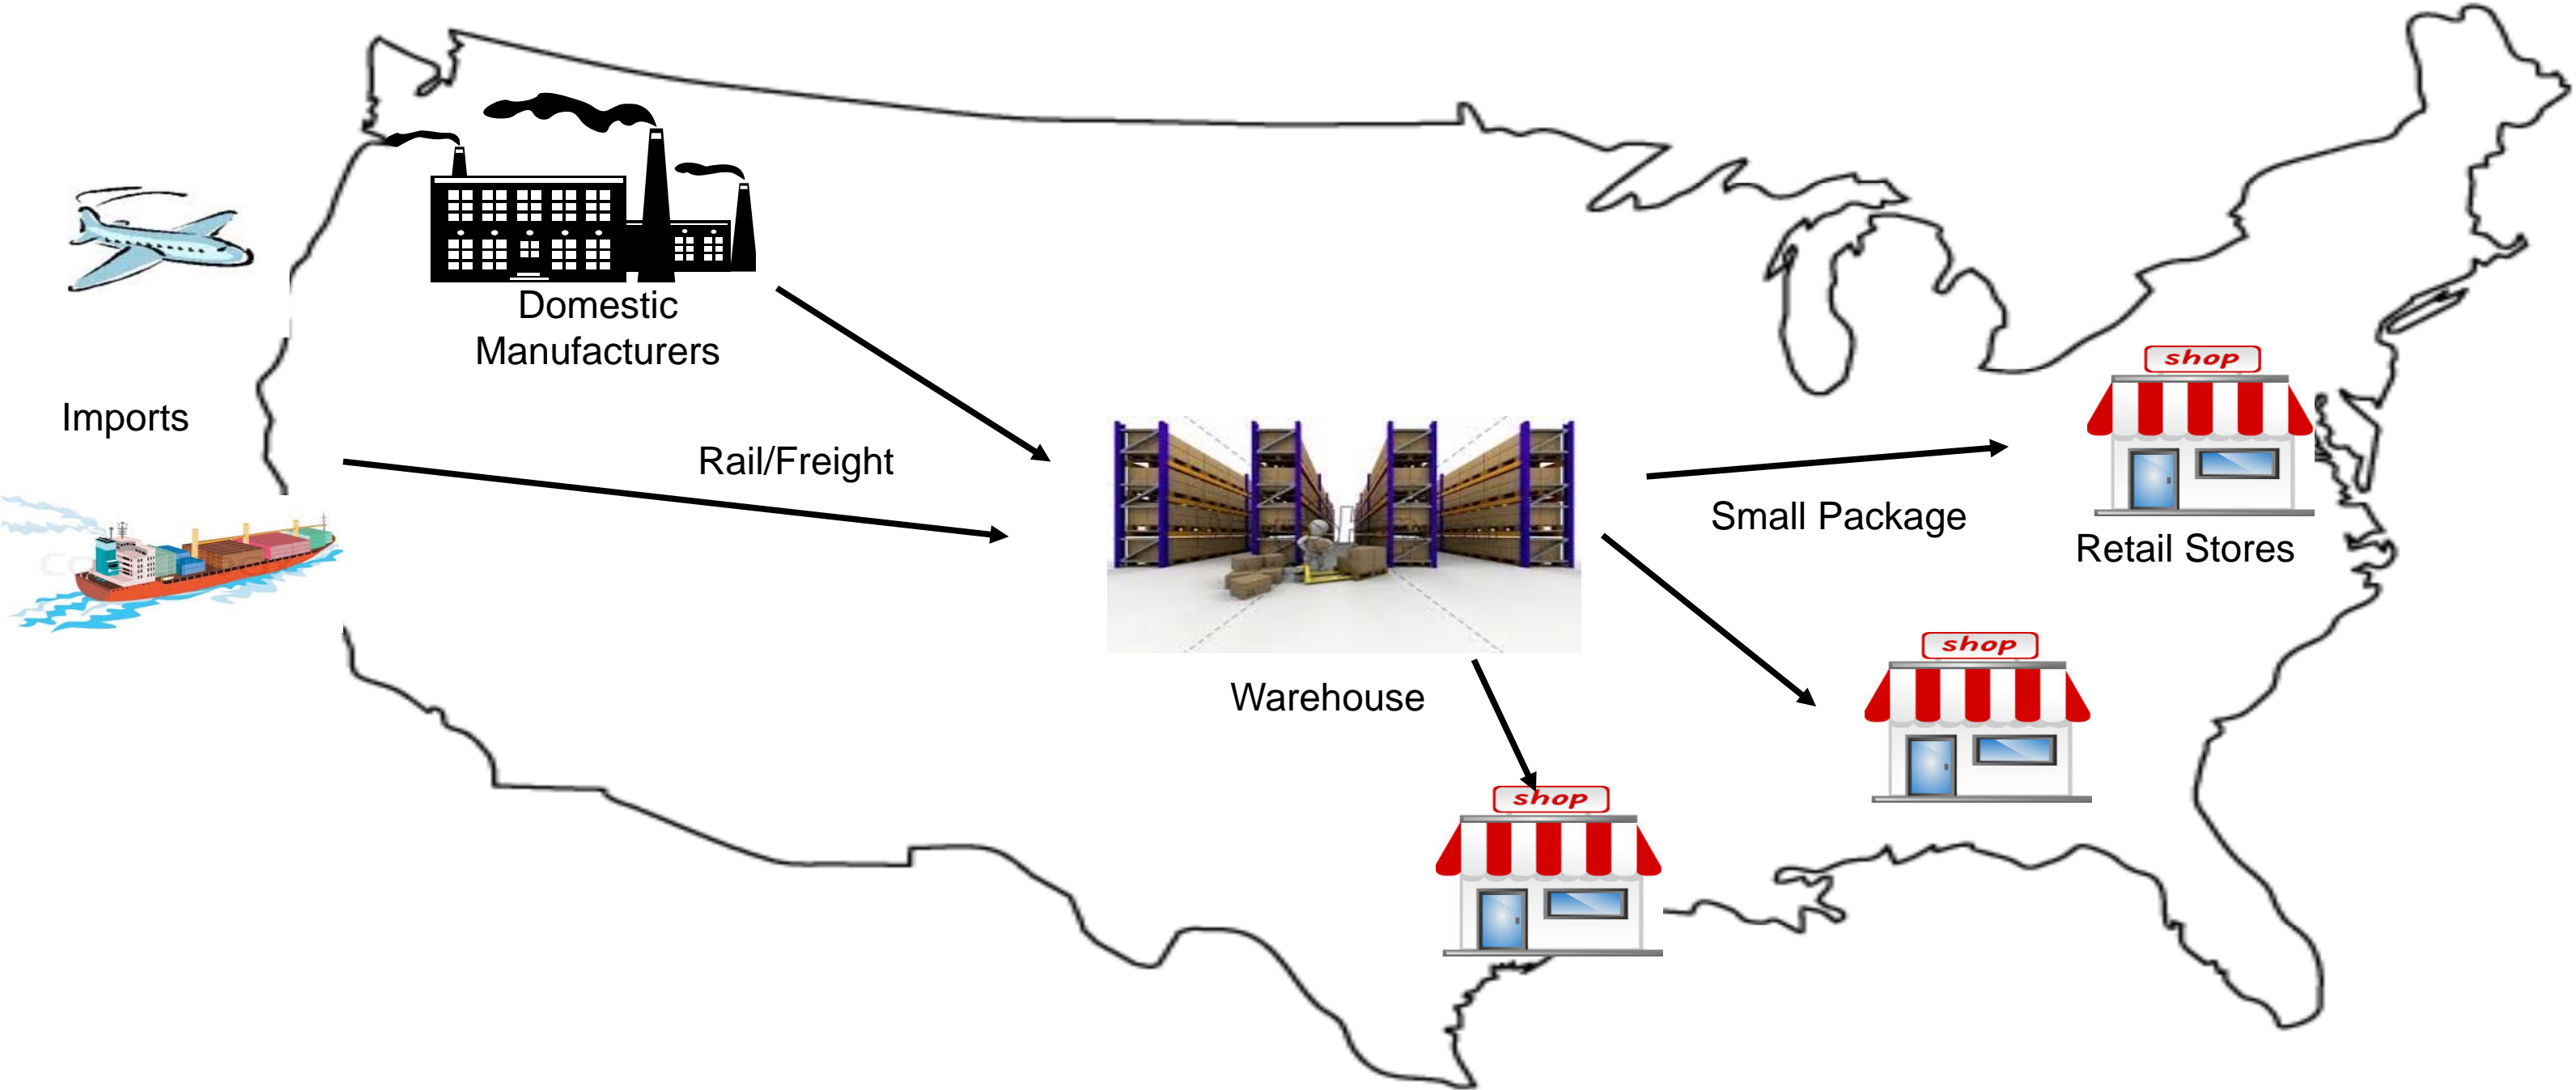 Domestic
Manufacturers
Imports
Rail/Freight
shop
Small Package
Retail Stores
shop
Warehouse
shop